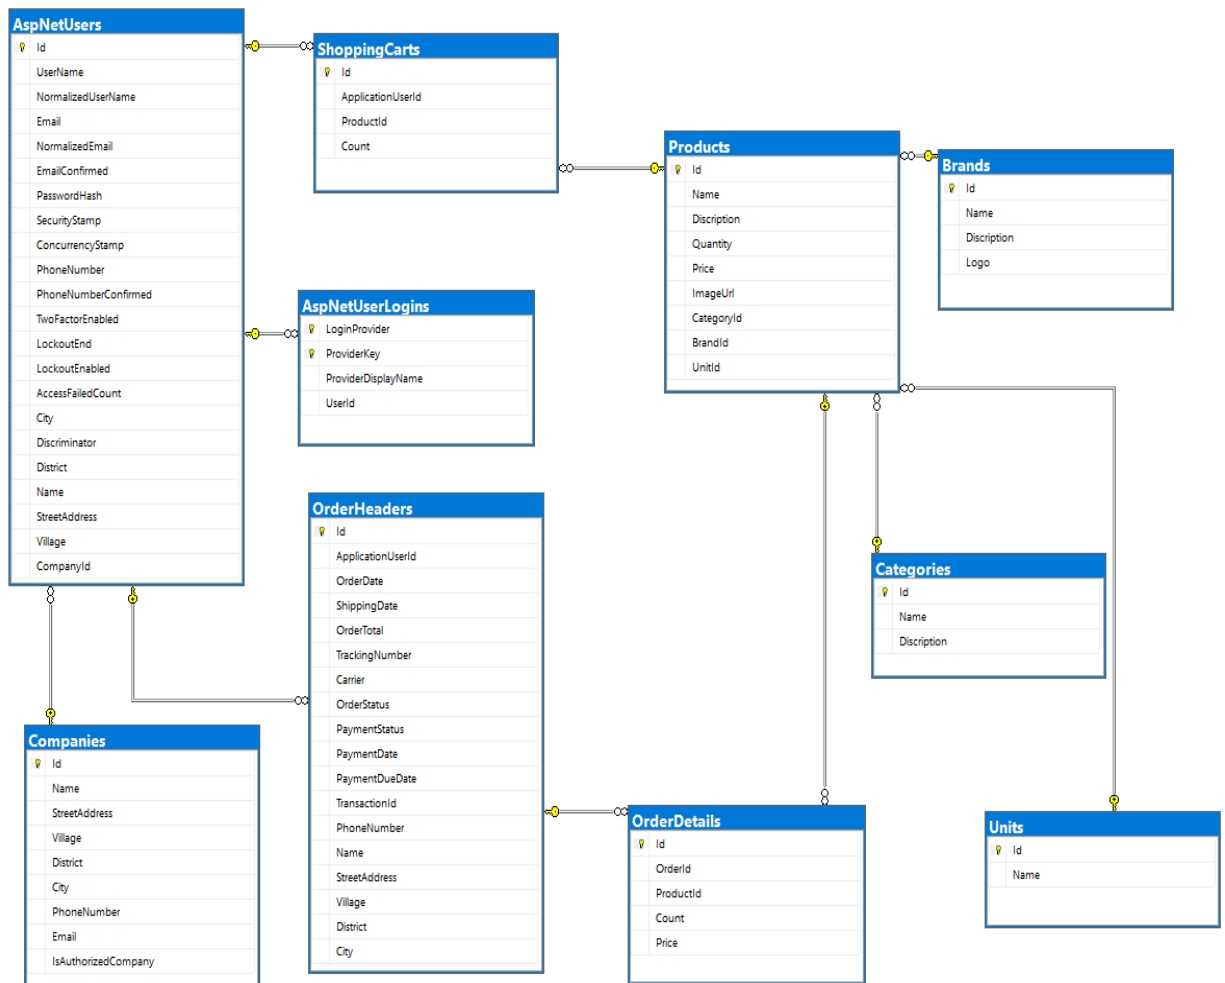 AspNetUsers
Id
UserName
NormalizedUserName
Email
NormalizedEmail
EmailConfirmed
PasswordHash
SecurityStamp
ConcurrencyStamp
PhoneNumber
PhoneNumberConfirmed
TwoFactorEnabled
LockoutEnd
LockoutEnabled
AccessFailedCount
City
Discriminator
District
Name
StreetAddress
Village
CompanyId
ShoppingCarts
Id
ApplicationUserId
ProductId
Count
Products
Id
Name
Discription
Quantity
Price
ImageUrl
CategoryId
BrandId
UnitId
Brands
Id
Name
Discription
Logo
AspNetUserLogins
LoginProvider
ProviderKey
ProviderDisplayName
UserId
OrderHeaders
Id
ApplicationUserId
OrderDate
ShippingDate
OrderTotal
TrackingNumber
Carrier
OrderStatus
PaymentStatus
PaymentDate
PaymentDueDate
TransactionId
PhoneNumber
Name
StreetAddress
Village
District
City
Categories
Id
Name
Discription
Companies
Id
Name
StreetAddress
Village
District
City
PhoneNumber
Email
IsAuthorizedCompany
OrderDetails
Id
OrderId
ProductId
Count
Price
Units
Id
Name